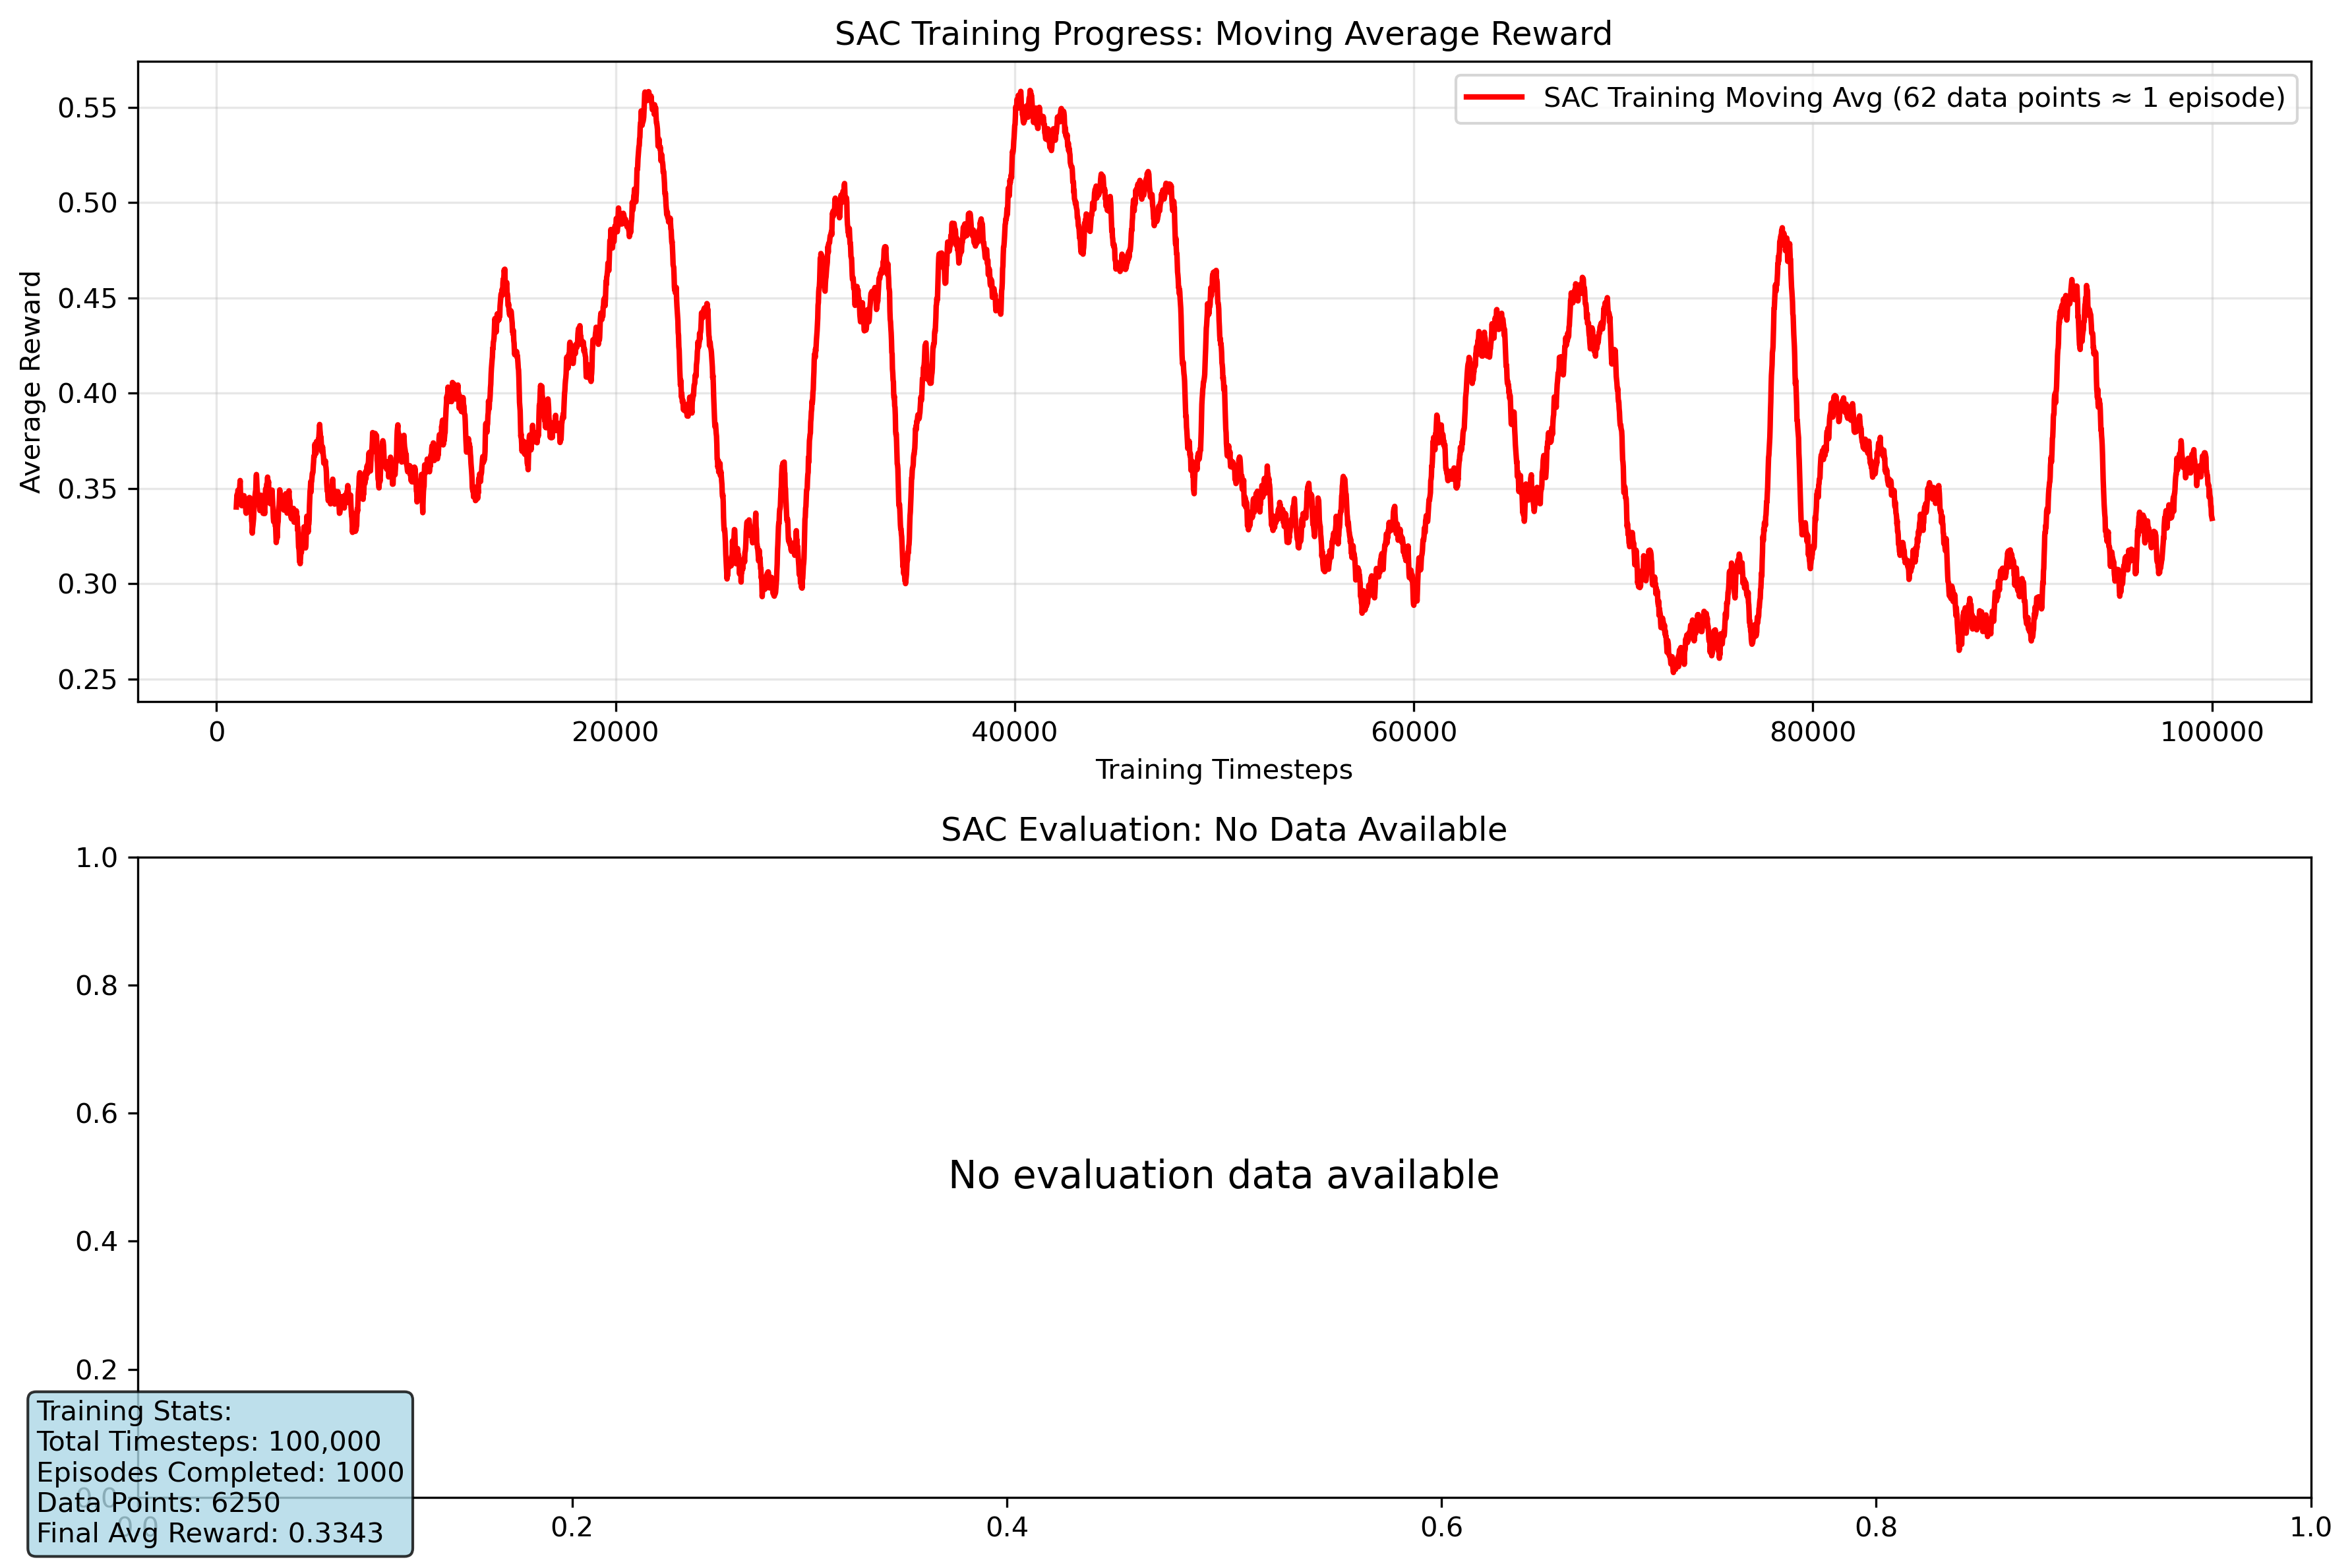 SAC Training Progress: Moving Average Reward
SAC Training Moving Avg (62 data points ≈ 1 episode)
Average Reward
0.55
0.50
0.45
0.40
0.35
0.30
0.25
0 20000 40000 60000 80000 100000
Training Timesteps
SAC Evaluation: No Data Available
1.0
0.8
0.6
0.4
0.2
0.0
No evaluation data available
0.0 0.2 0.4 0.6 0.8 1.0
Training Stats:
Total Timesteps: 100,000
Episodes Completed: 1000
Data Points: 6250
Final Avg Reward: 0.3343